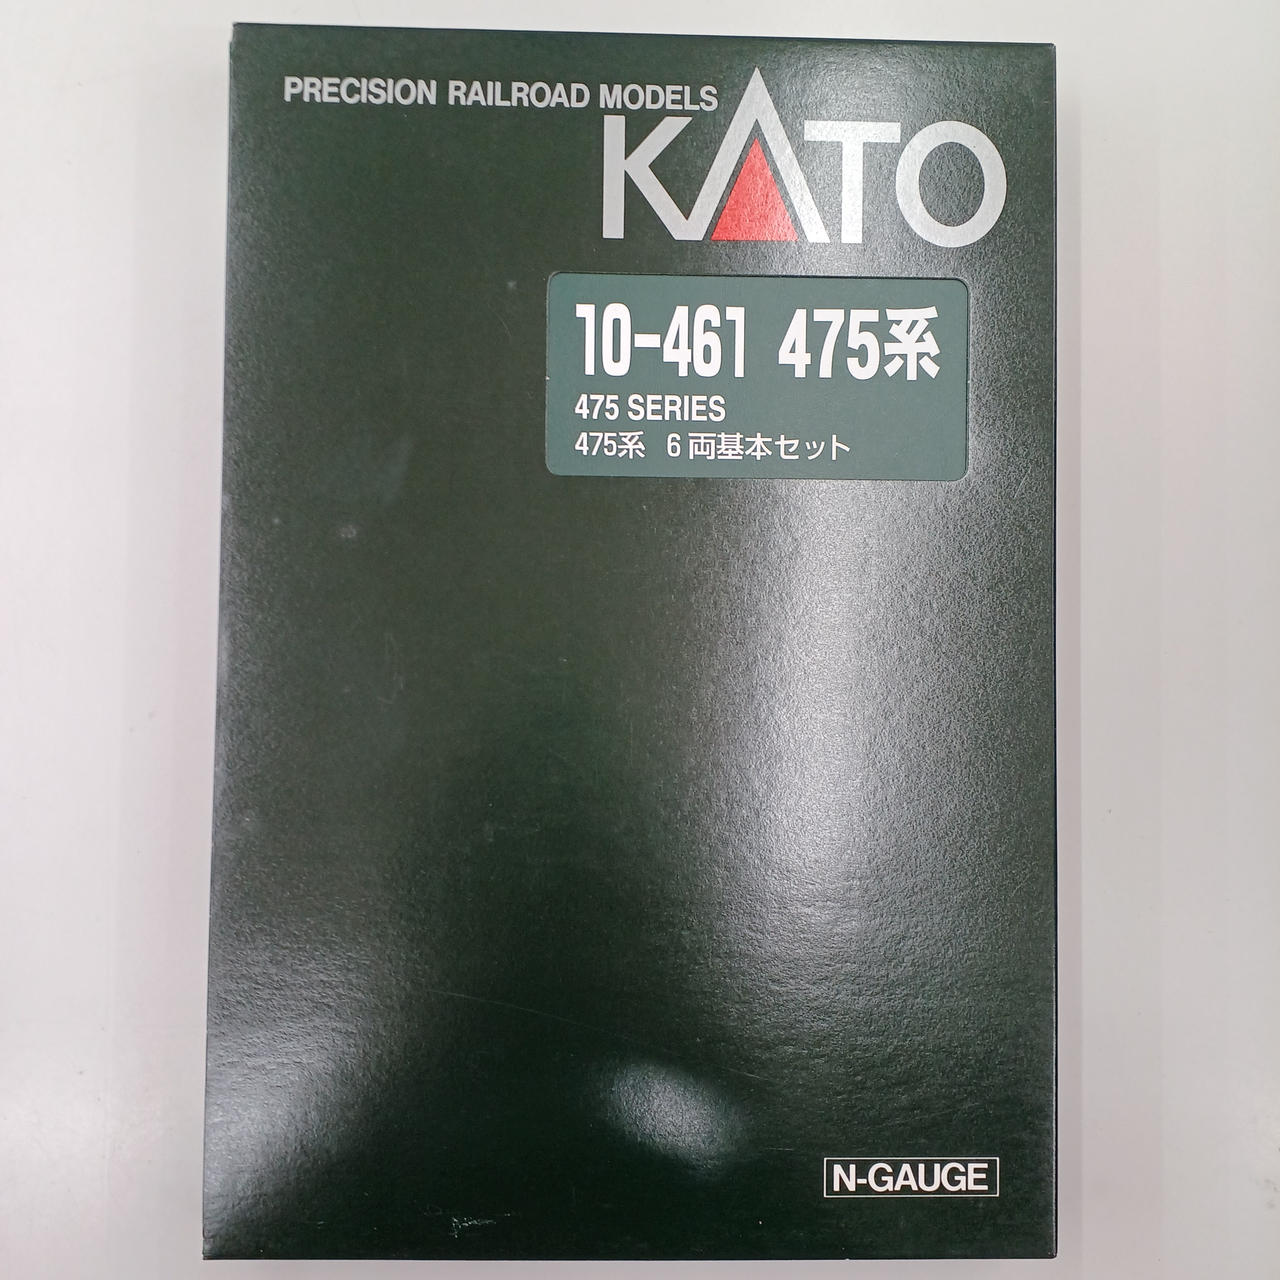 PRECISION RAILROAD MODELS
KATO
10-461 475系
475 SERIES
475系 6両基本セット
N-GAUGE